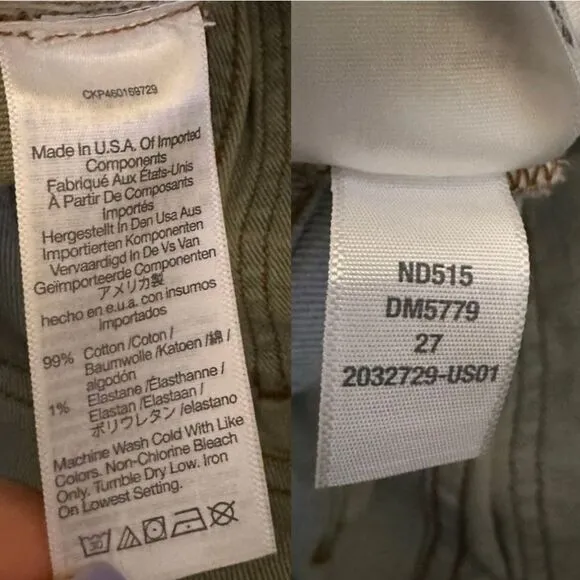 CKP460169729
Made In U.S.A. Of Imported
Components
Fabriqué Aux États-Unis
À Partir De Composants
Importés
Hergestellt In Den Usa Aus
Importierten Komponenten
Vervaardigd In De Vs Van
Geïmporteerde Componenten
アメリカ製
hecho en e.u.a. con insumos
importados
99% Cotton /Coton /
Baumwolle /Katoen /綿 /
algodón
1% Elastane /Élasthanne /
Elastan /Elastaan /
ポリウレタン /elastano
Machine Wash Cold With Like
Colors. Non-Chlorine Bleach
Only. Tumble Dry Low. Iron
On Lowest Setting.
ND515
DM5779
27
2032729-US01